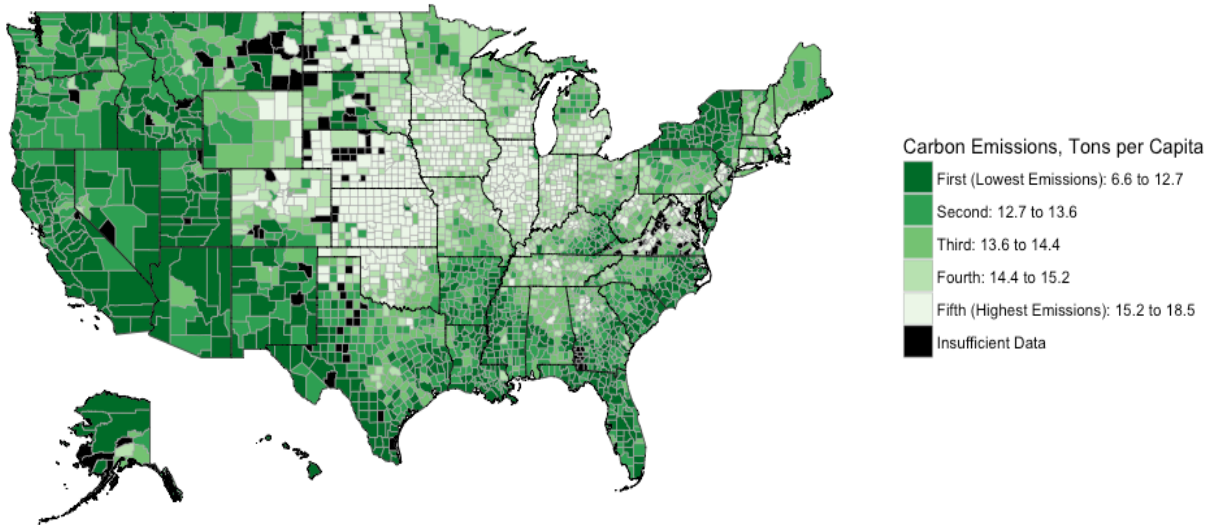 Carbon Emissions, Tons per Capita
First (Lowest Emissions): 6.6 to 12.7
Second: 12.7 to 13.6
Third: 13.6 to 14.4
Fourth: 14.4 to 15.2
Fifth (Highest Emissions): 15.2 to 18.5
Insufficient Data